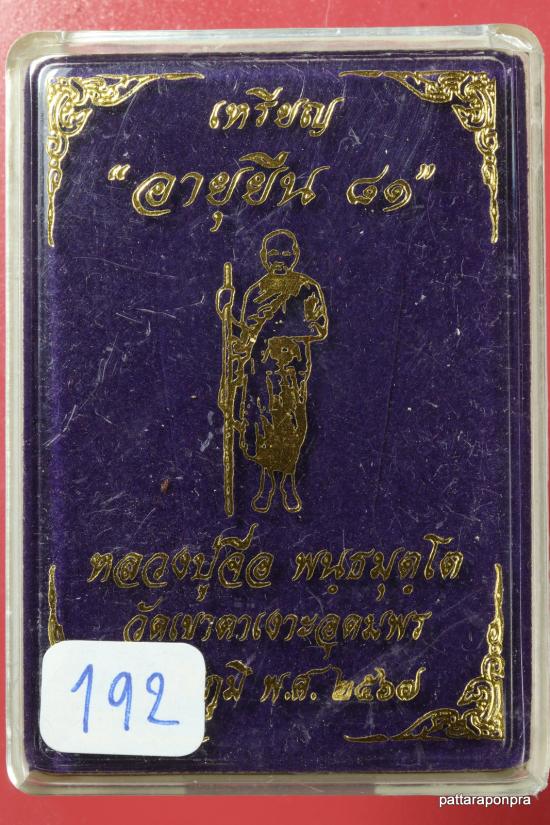 เหรียญ
“อายุยืน ๘๑”
หลวงปู่จื่อ พนฺธมุตฺโต
วัดเขาตาเงาะอุดมพร
พ.ศ. ๒๕๖๗
192
pattaraponpra